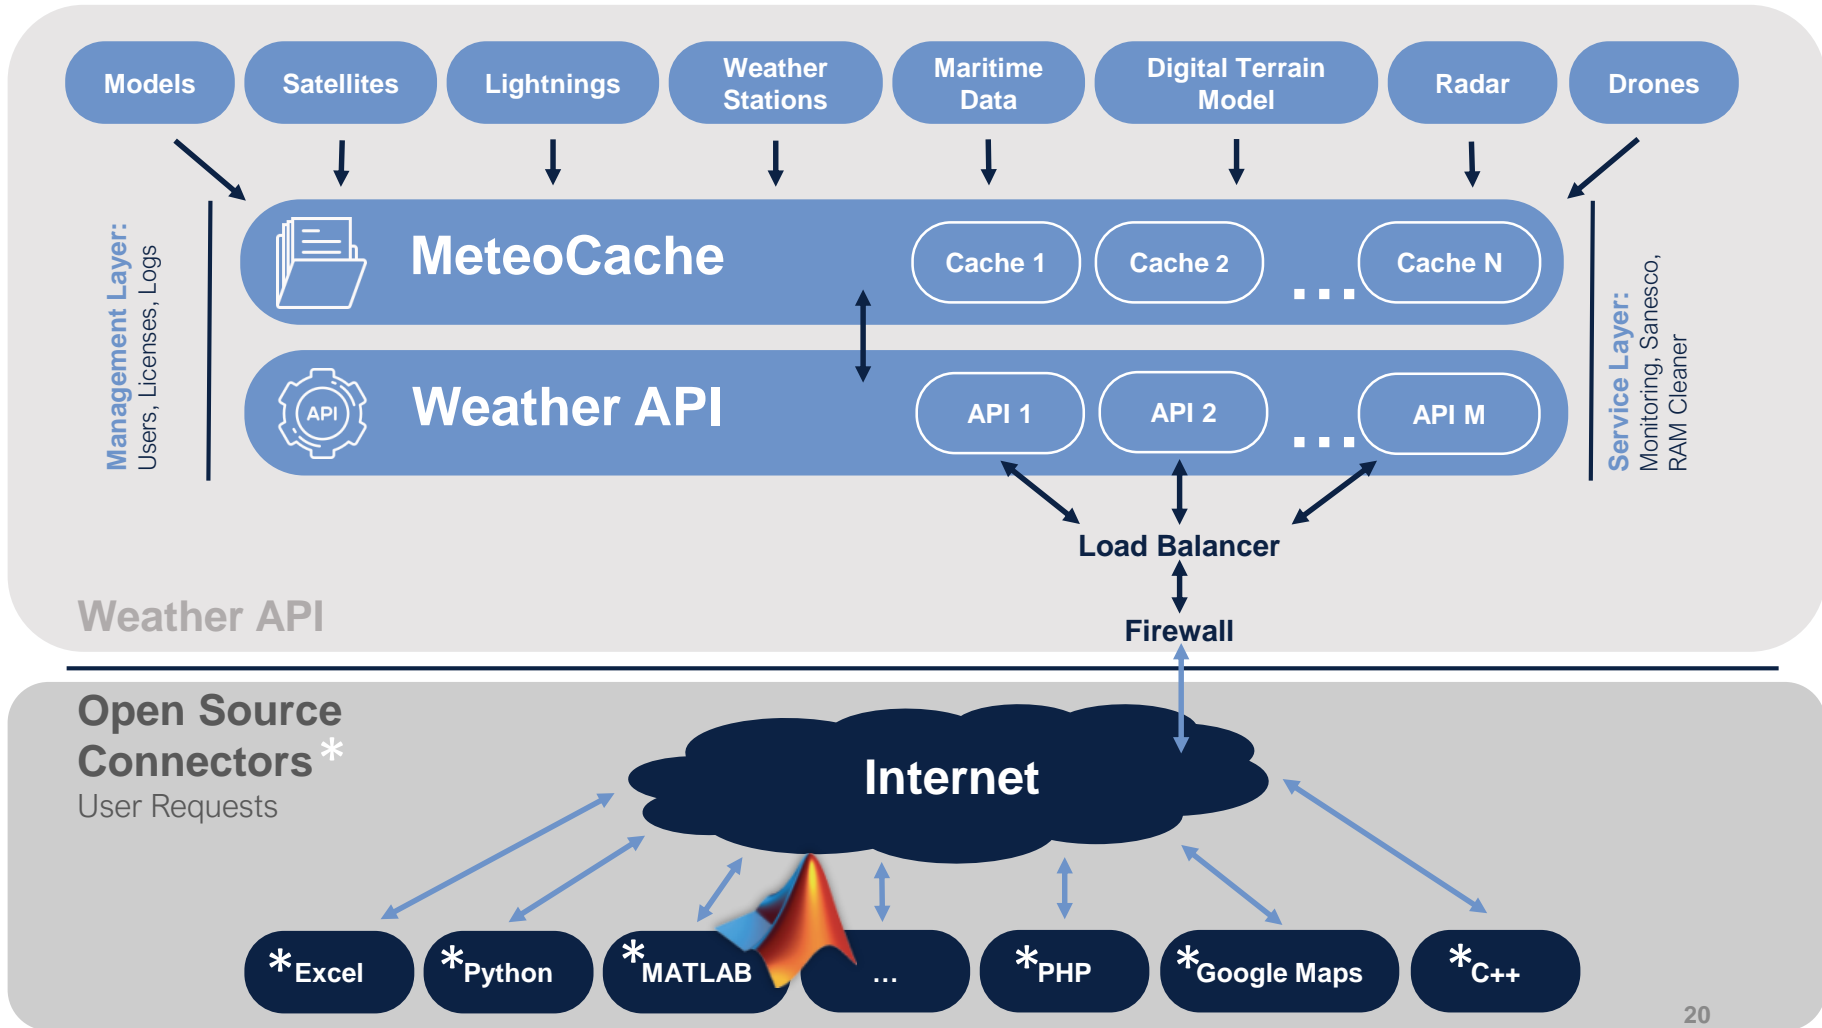 Models
Satellites
Lightnings
Weather
Stations
Maritime
Data
Digital Terrain
Model
Radar
Drones
Management Layer:
Users, Licenses, Logs
MeteoCache
Cache 1
Cache 2
...
Cache N
API
Weather API
API 1
API 2
...
API M
Service Layer:
Monitoring, Sanesco,
RAM Cleaner
Load Balancer
Firewall
Weather API
Open Source
Connectors *
User Requests
Internet
*Excel
*Python
*MATLAB
...
*PHP
*Google Maps
*C++
20